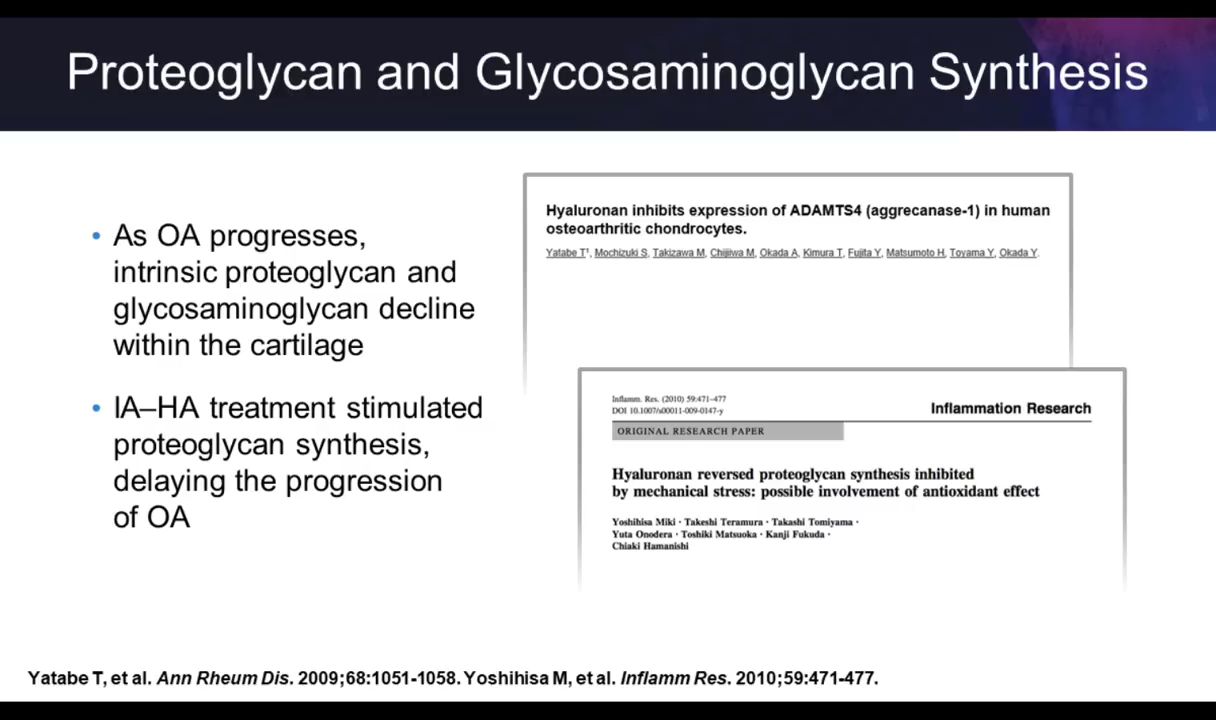 Proteoglycan and Glycosaminoglycan Synthesis
• As OA progresses,
intrinsic proteoglycan and
glycosaminoglycan decline
within the cartilage
• IA–HA treatment stimulated
proteoglycan synthesis,
delaying the progression
of OA
Hyaluronan inhibits expression of ADAMTS4 (aggrecanase-1) in human
osteoarthritic chondrocytes.
Yatabe T¹, Mochizuki S, Takizawa M, Chijiiwa M, Okada A, Kimura T, Fujita Y, Matsumoto H, Toyama Y, Okada Y.
Inflamm. Res. (2010) 59:471–477
DOI 10.1007/s00011-009-0147-y
Inflammation Research
ORIGINAL RESEARCH PAPER
Hyaluronan reversed proteoglycan synthesis inhibited
by mechanical stress: possible involvement of antioxidant effect
Yoshihisa Miki · Takeshi Teramura · Takashi Tomiyama ·
Yuta Onodera · Toshiki Matsuoka · Kanji Fukuda ·
Chiaki Hamanishi
Yatabe T, et al. Ann Rheum Dis. 2009;68:1051-1058. Yoshihisa M, et al. Inflamm Res. 2010;59:471-477.